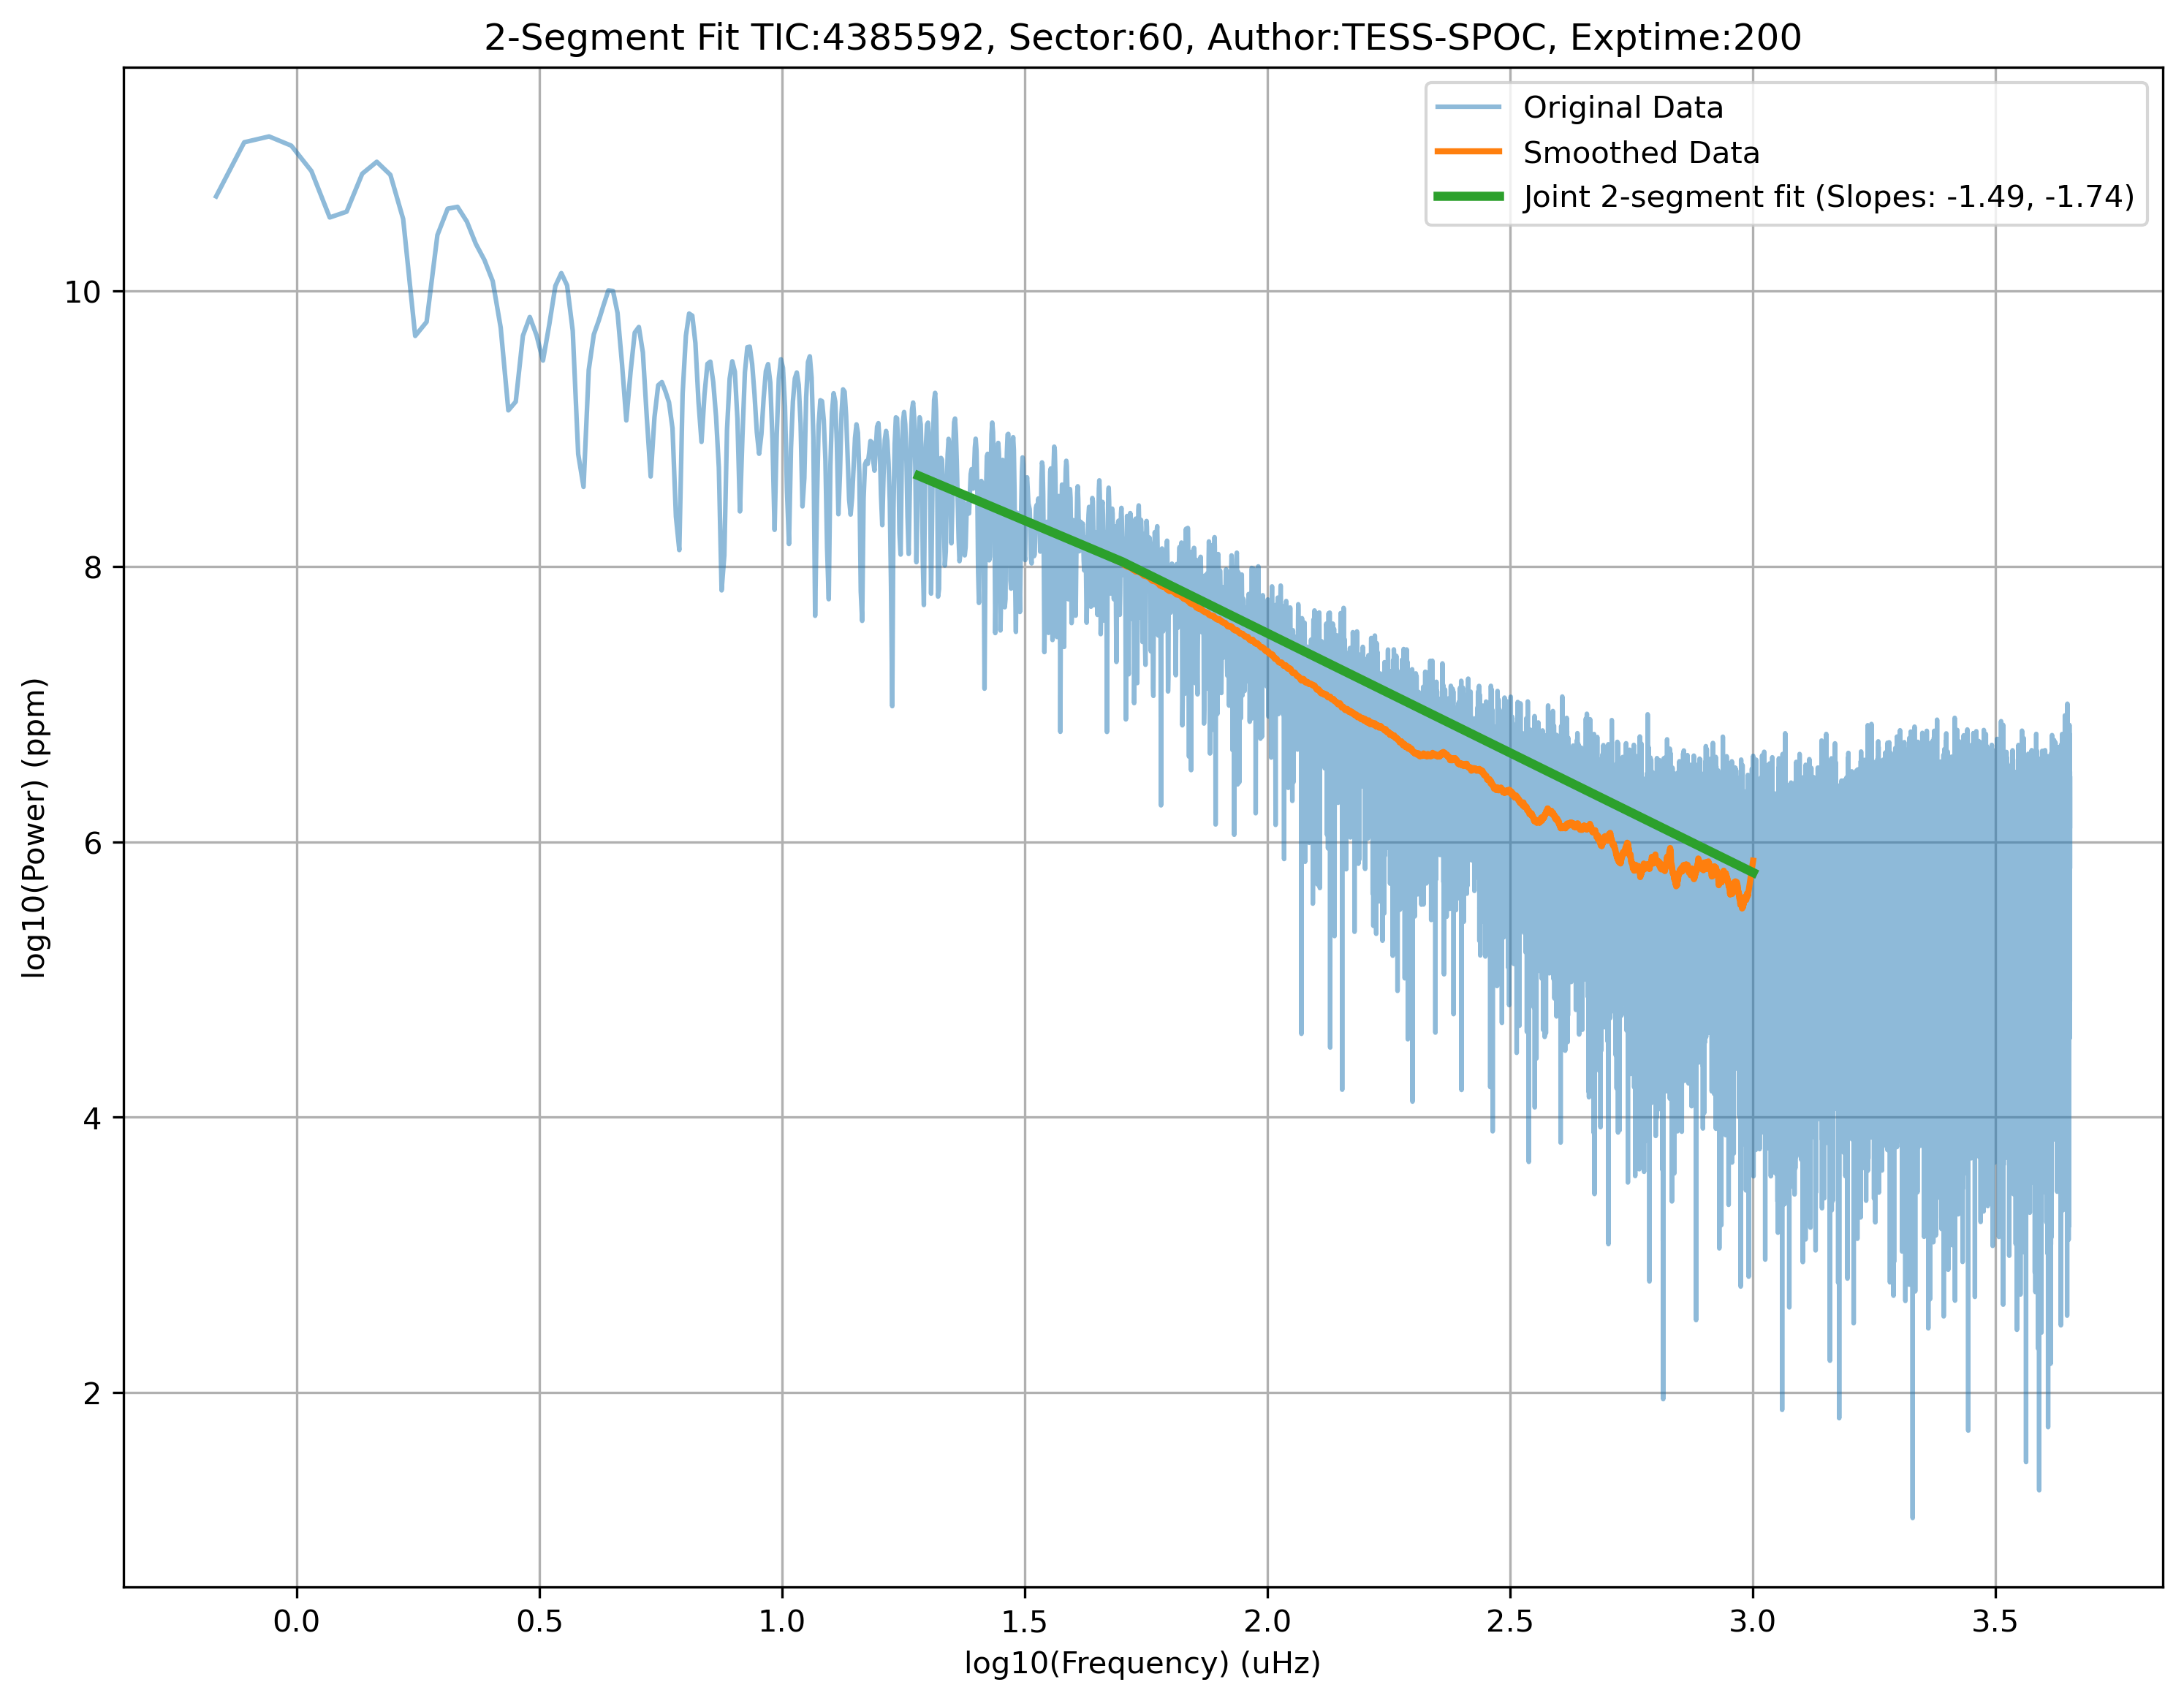 2-Segment Fit TIC:4385592, Sector:60, Author:TESS-SPOC, Exptime:200
Original Data
Smoothed Data
Joint 2-segment fit (Slopes: -1.49, -1.74)
log10(Power) (ppm)
10
8
6
4
2
0.0 0.5 1.0 1.5 2.0 2.5 3.0 3.5
log10(Frequency) (uHz)